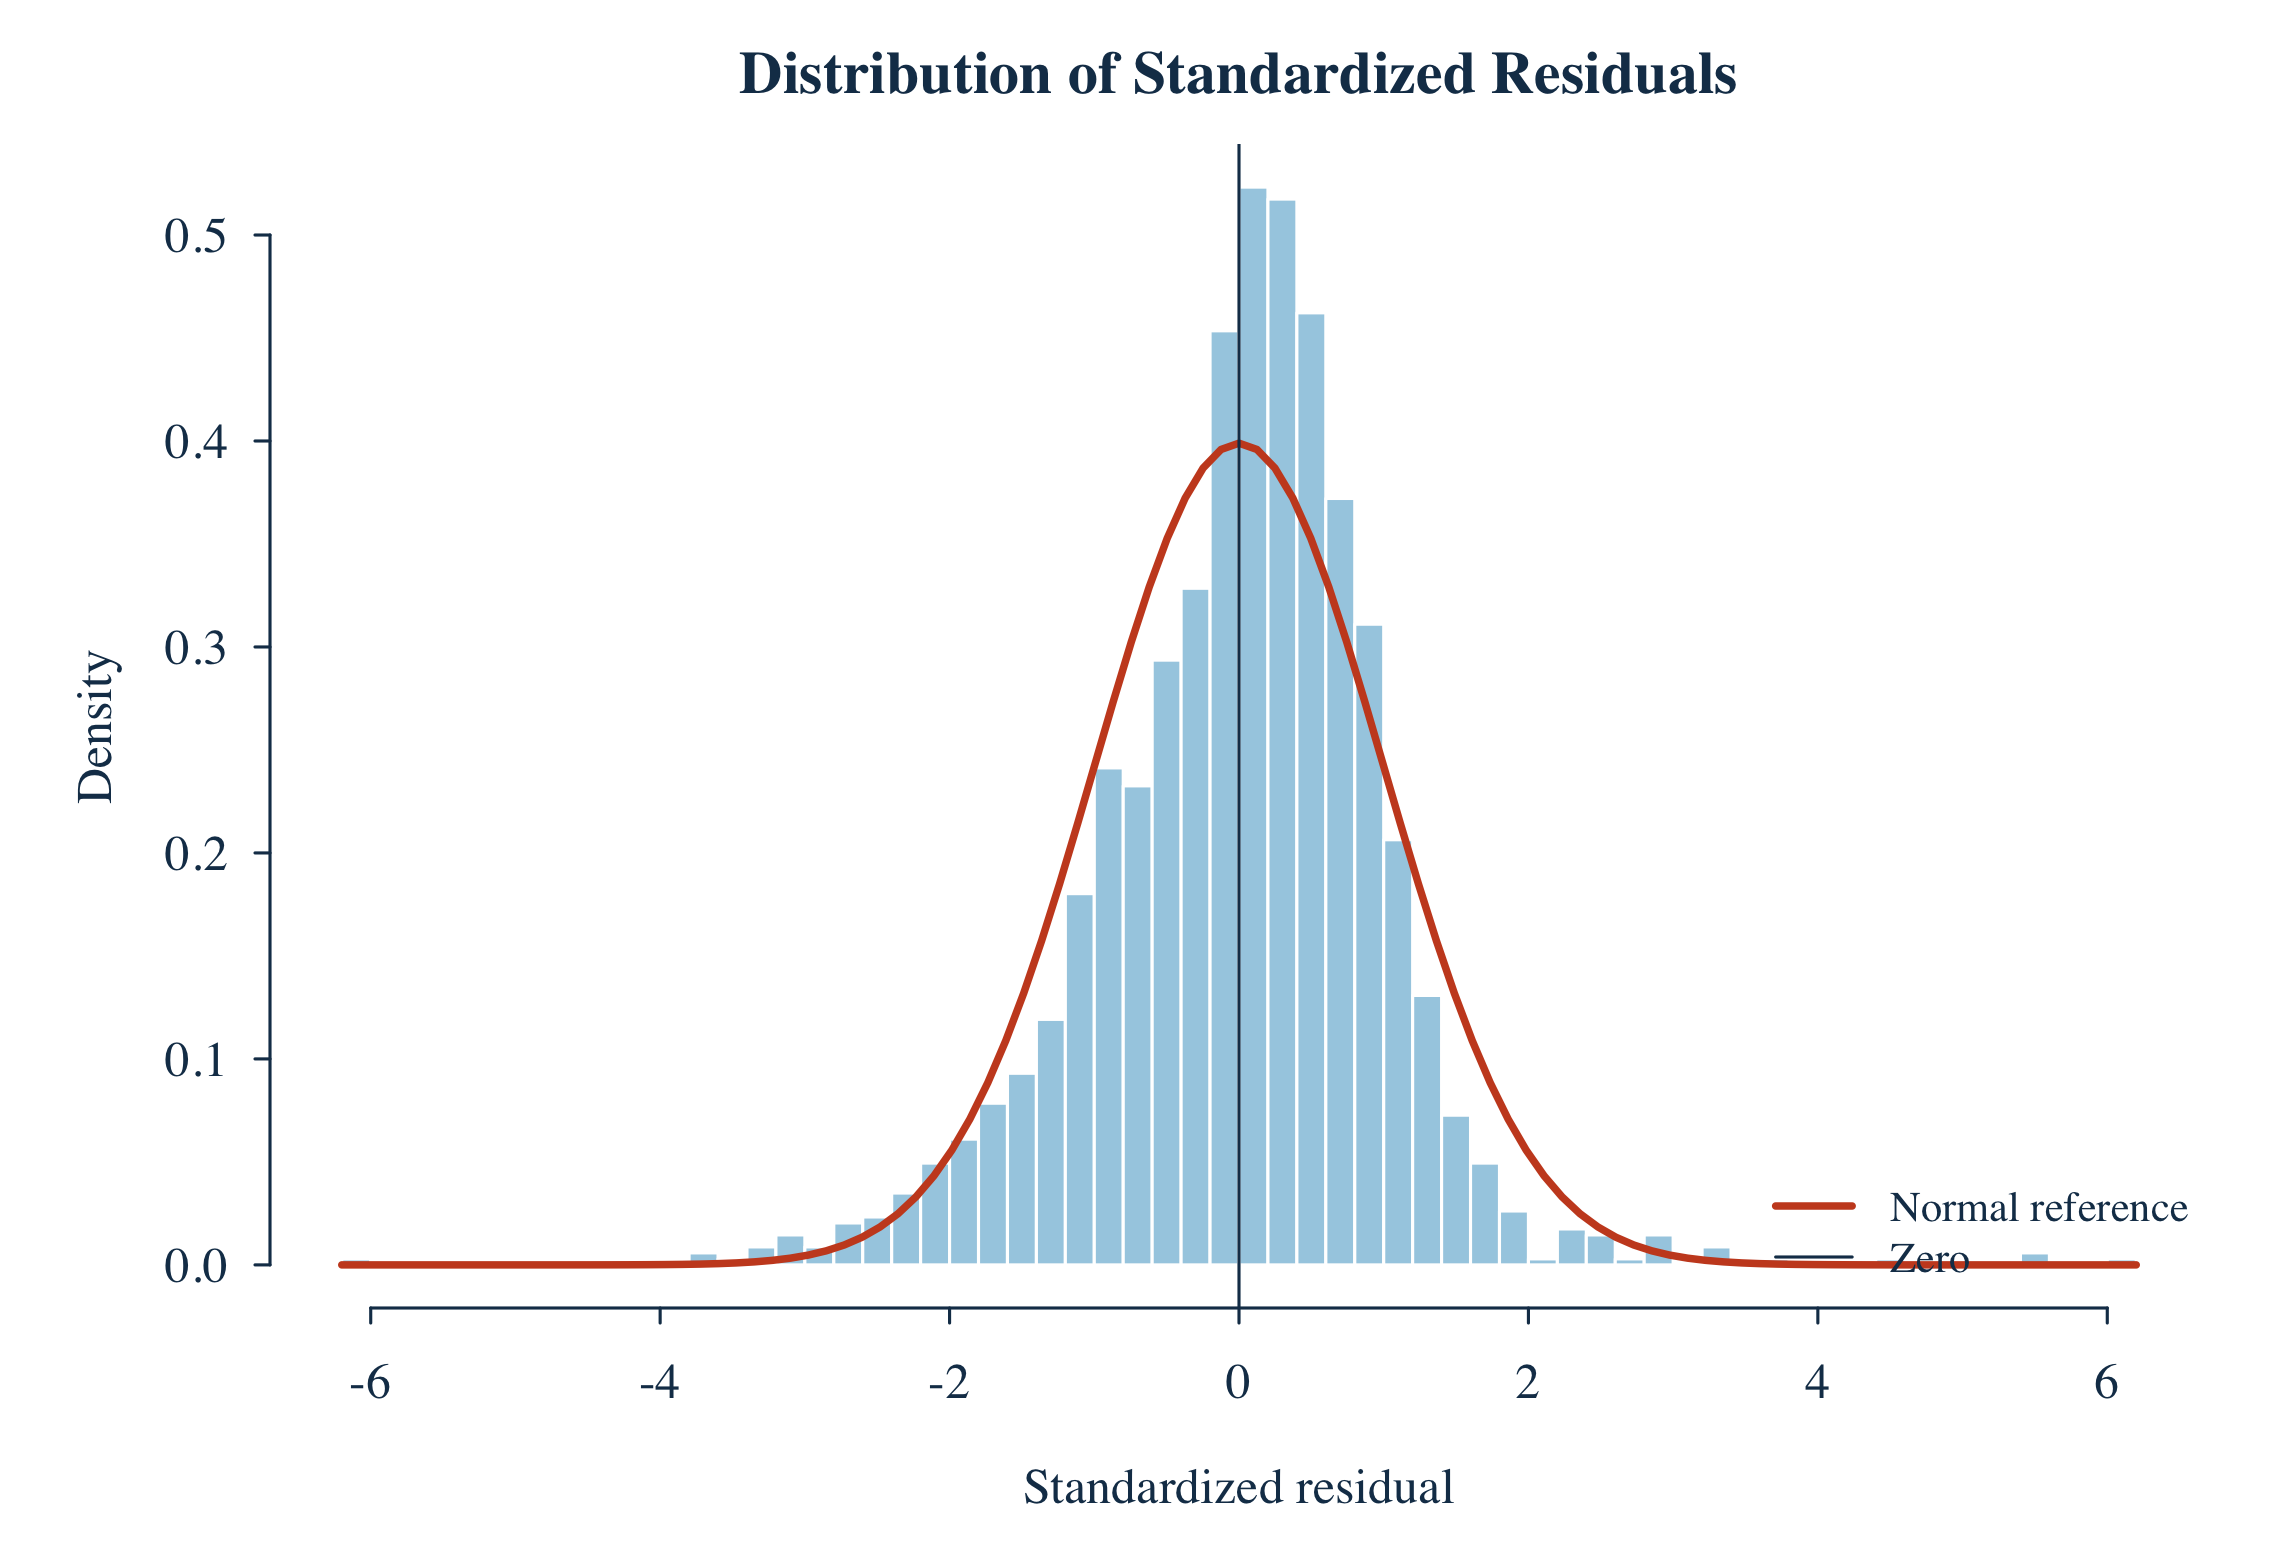 Distribution of Standardized Residuals
0.5
0.4
0.3
0.2
0.1
0.0
Density
Normal reference
Zero
-6 -4 -2 0 2 4 6
Standardized residual